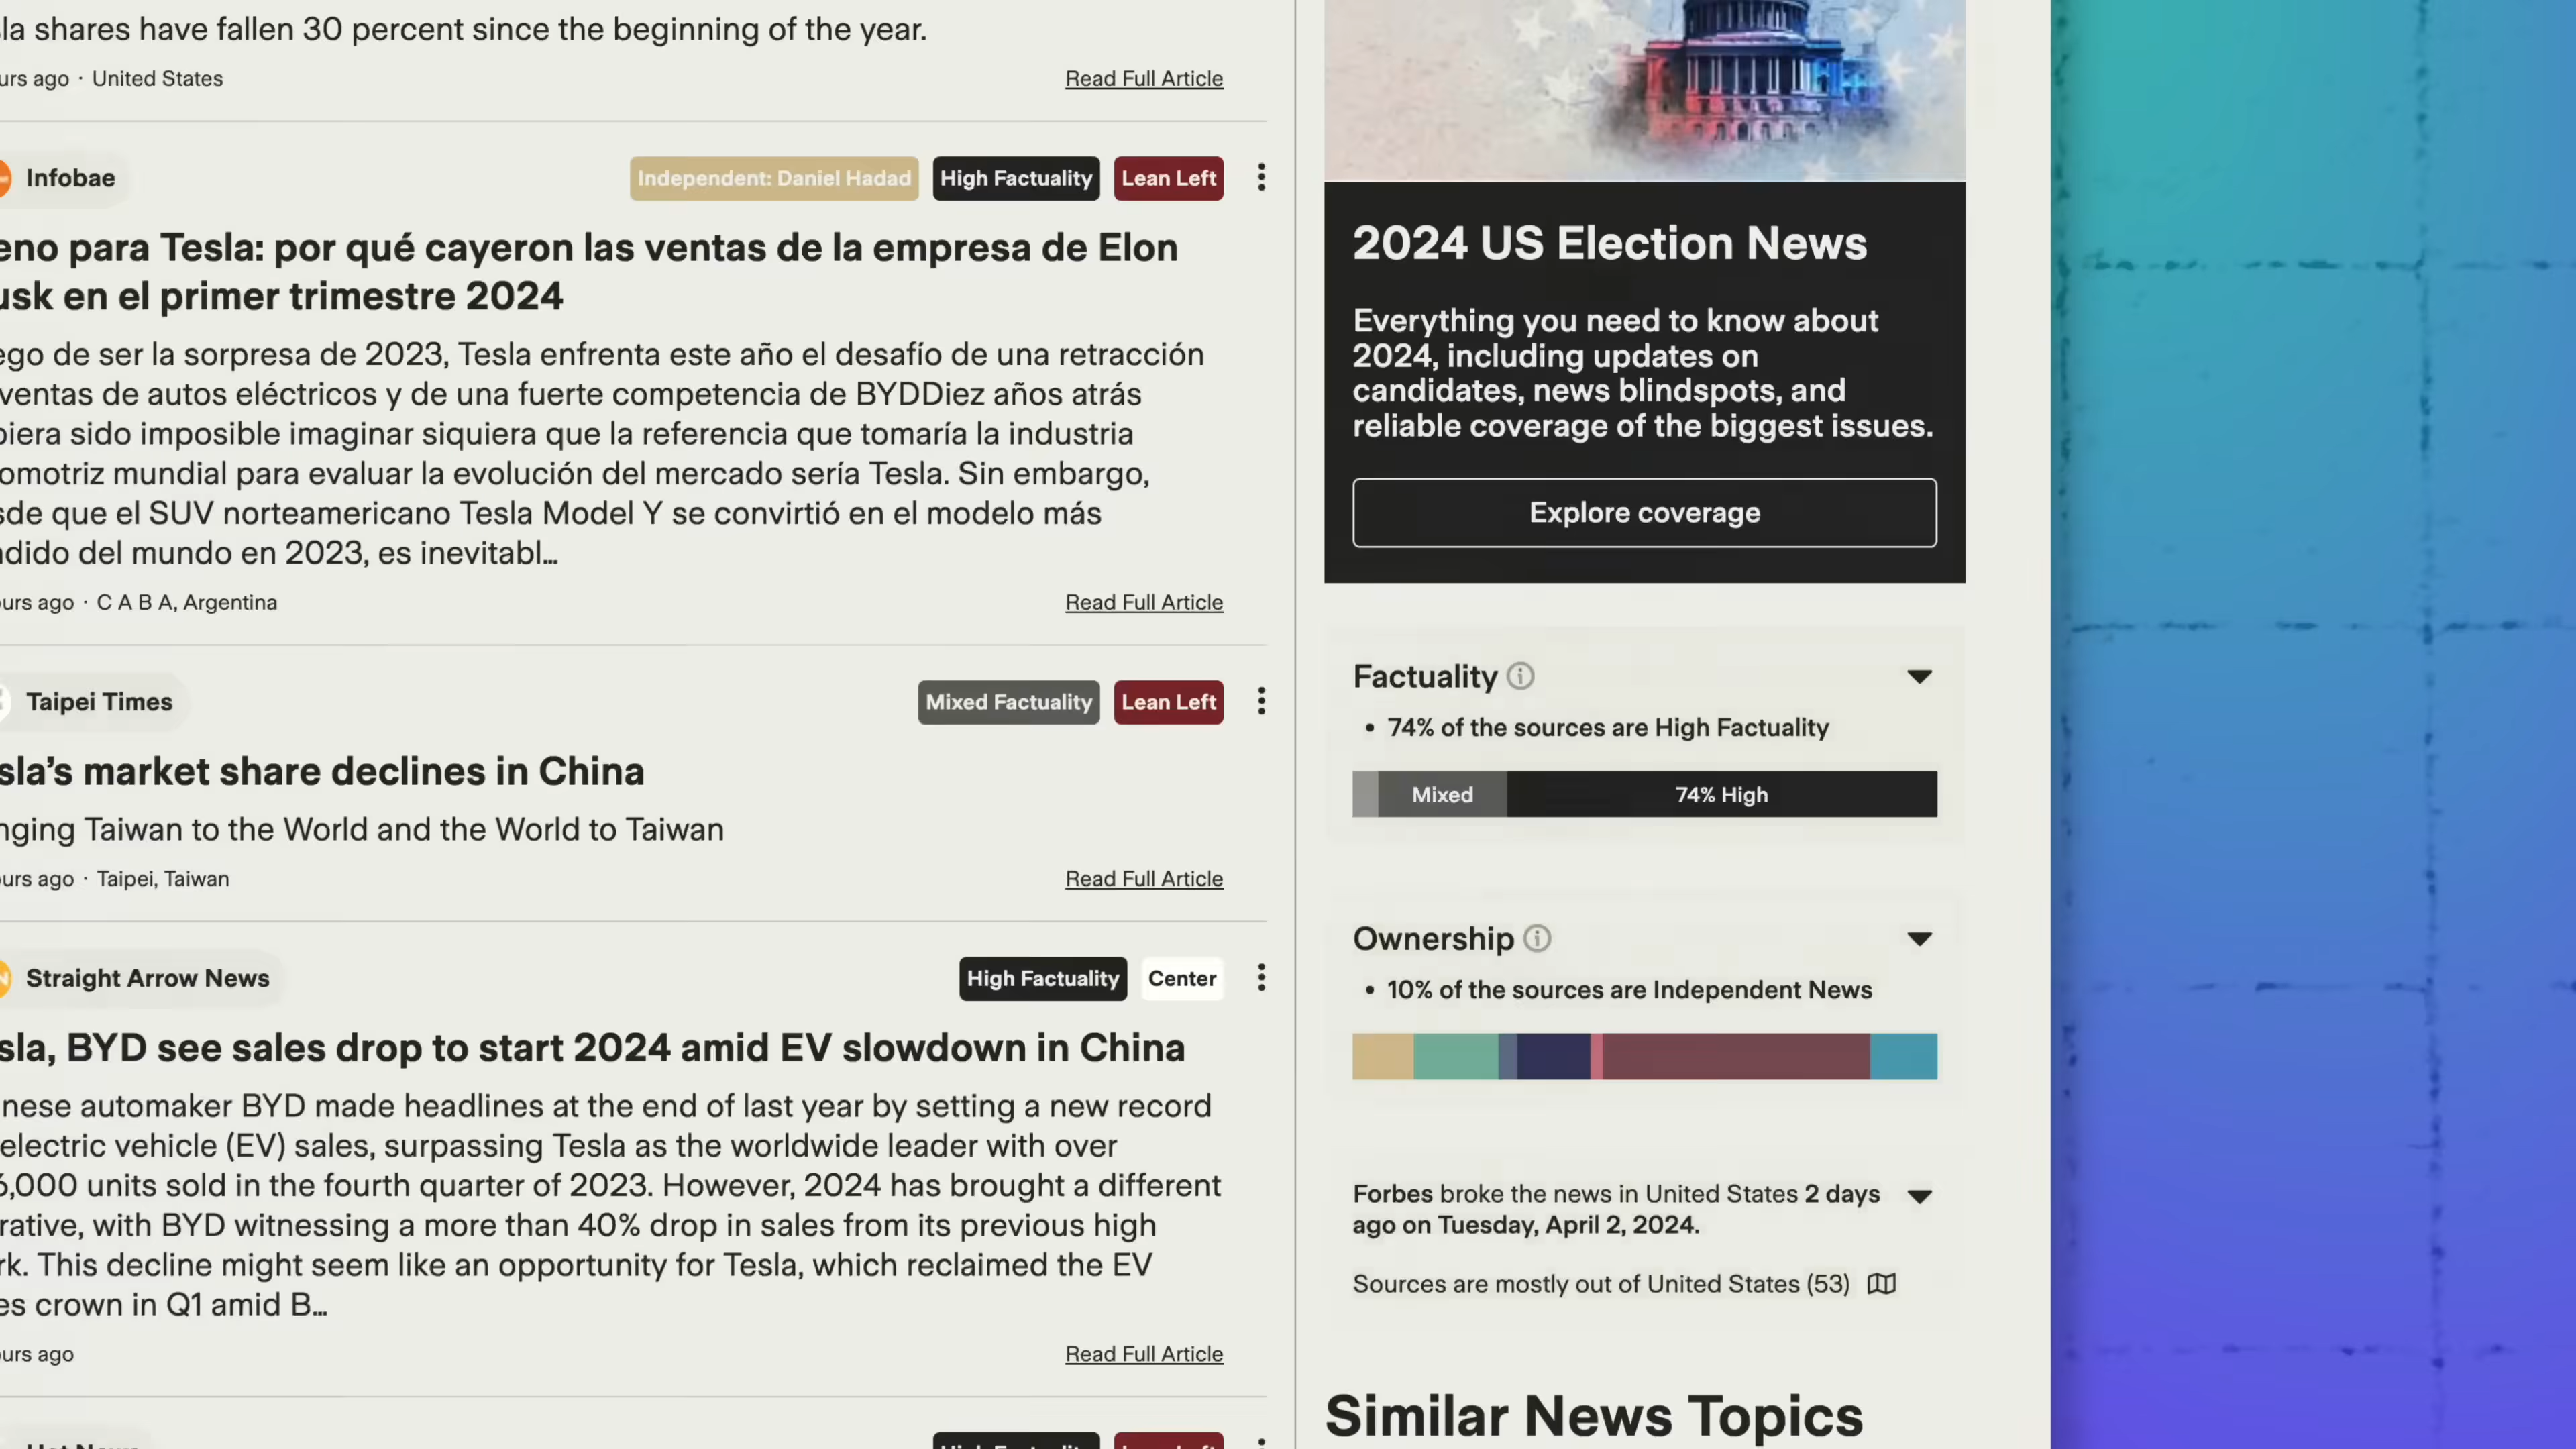 la shares have fallen 30 percent since the beginning of the year.
urs ago · United States
Read Full Article
Infobae
Independent: Daniel Hadad
High Factuality
Lean Left
eno para Tesla: por qué cayeron las ventas de la empresa de Elon
usk en el primer trimestre 2024
ego de ser la sorpresa de 2023, Tesla enfrenta este año el desafío de una retracción
ventas de autos eléctricos y de una fuerte competencia de BYDDiez años atrás
biera sido imposible imaginar siquiera que la referencia que tomaría la industria
omotriz mundial para evaluar la evolución del mercado sería Tesla. Sin embargo,
sde que el SUV norteamericano Tesla Model Y se convirtió en el modelo más
ndido del mundo en 2023, es inevitabl...
urs ago · C A B A, Argentina
Read Full Article
Taipei Times
Mixed Factuality
Lean Left
sla's market share declines in China
nging Taiwan to the World and the World to Taiwan
urs ago · Taipei, Taiwan
Read Full Article
Straight Arrow News
High Factuality
Center
sla, BYD see sales drop to start 2024 amid EV slowdown in China
nese automaker BYD made headlines at the end of last year by setting a new record
electric vehicle (EV) sales, surpassing Tesla as the worldwide leader with over
6,000 units sold in the fourth quarter of 2023. However, 2024 has brought a different
rative, with BYD witnessing a more than 40% drop in sales from its previous high
rk. This decline might seem like an opportunity for Tesla, which reclaimed the EV
es crown in Q1 amid B...
urs ago
Read Full Article
2024 US Election News
Everything you need to know about
2024, including updates on
candidates, news blindspots, and
reliable coverage of the biggest issues.
Explore coverage
Factuality
• 74% of the sources are High Factuality
Mixed
74% High
Ownership
• 10% of the sources are Independent News
Forbes broke the news in United States 2 days
ago on Tuesday, April 2, 2024.
Sources are mostly out of United States (53)
Similar News Topics